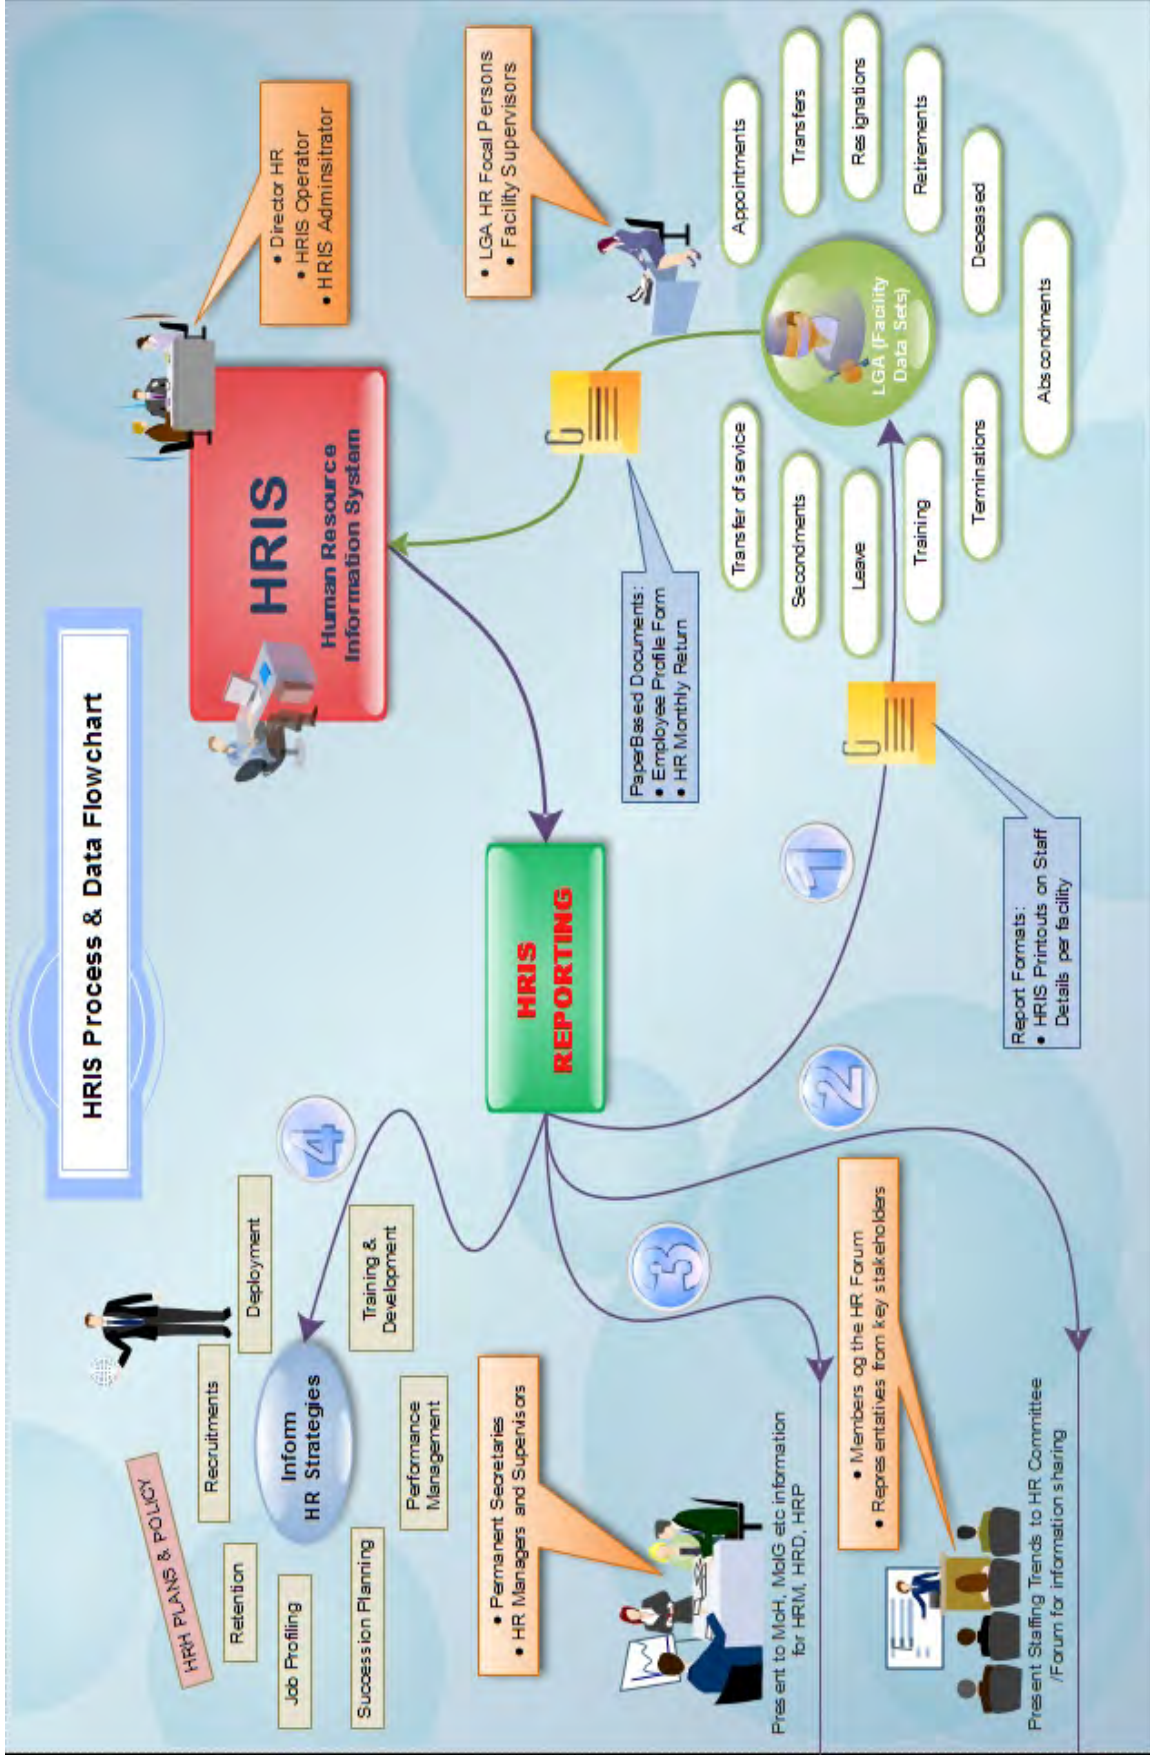 HRIS Process & Data Flowchart
HRH PLANS & POLICY
Recruitments
Deployment
Retention
Inform
HR Strategies
Training &
Development
Job Profiling
Succession Planning
Performance
Management
4
HRIS
Human Resource
Information System
• Director HR
• HRIS Operator
• HRIS Adminsitrator
HRIS
REPORTING
• LGA HR Focal Persons
• Facility Supervisors
PaperBased Documents:
• Employee Profile Form
• HR Monthly Return
• Permanent Secretaries
• HR Managers and Supervisors
3
Present to MoH, MolG etc information
for HRM, HRD, HRP
1
2
• Members og the HR Forum
• Representatives from key stakeholders
Present Staffing Trends to HR Committee
/Forum for information sharing
Report Formats:
• HRIS Printouts on Staff
Details per facility
LGA (Facility
Data Sets)
Transfer of service
Secondments
Leave
Training
Terminations
Abscondments
Deceased
Retirements
Resignations
Transfers
Appointments